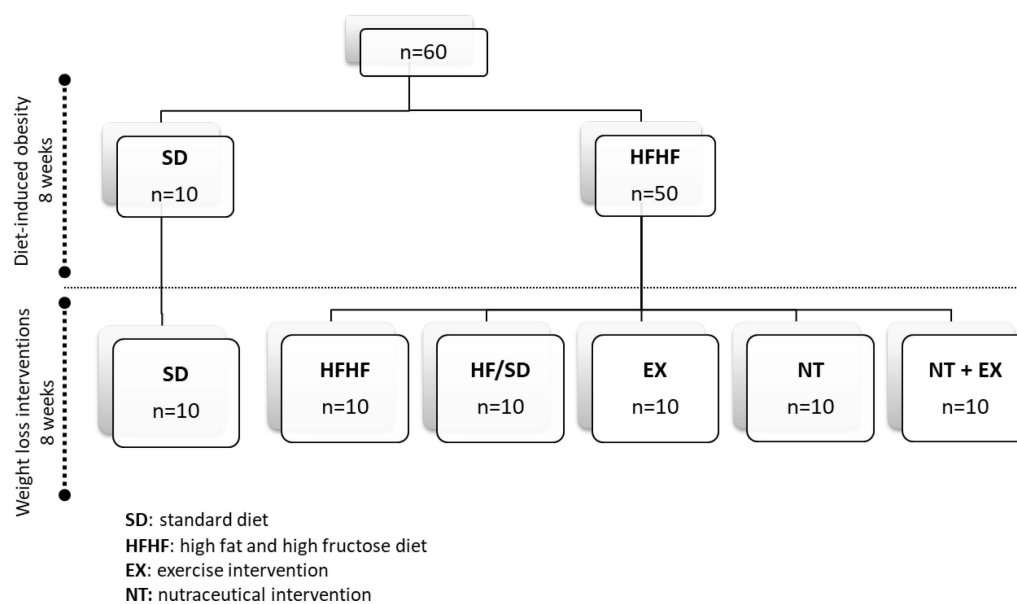 n=60
Diet-induced obesity
8 weeks
SD
n=10
HFHF
n=50
Weight loss interventions
8 weeks
SD
n=10
HFHF
n=10
HF/SD
n=10
EX
n=10
NT
n=10
NT + EX
n=10
SD: standard diet
HFHF: high fat and high fructose diet
EX: exercise intervention
NT: nutraceutical intervention